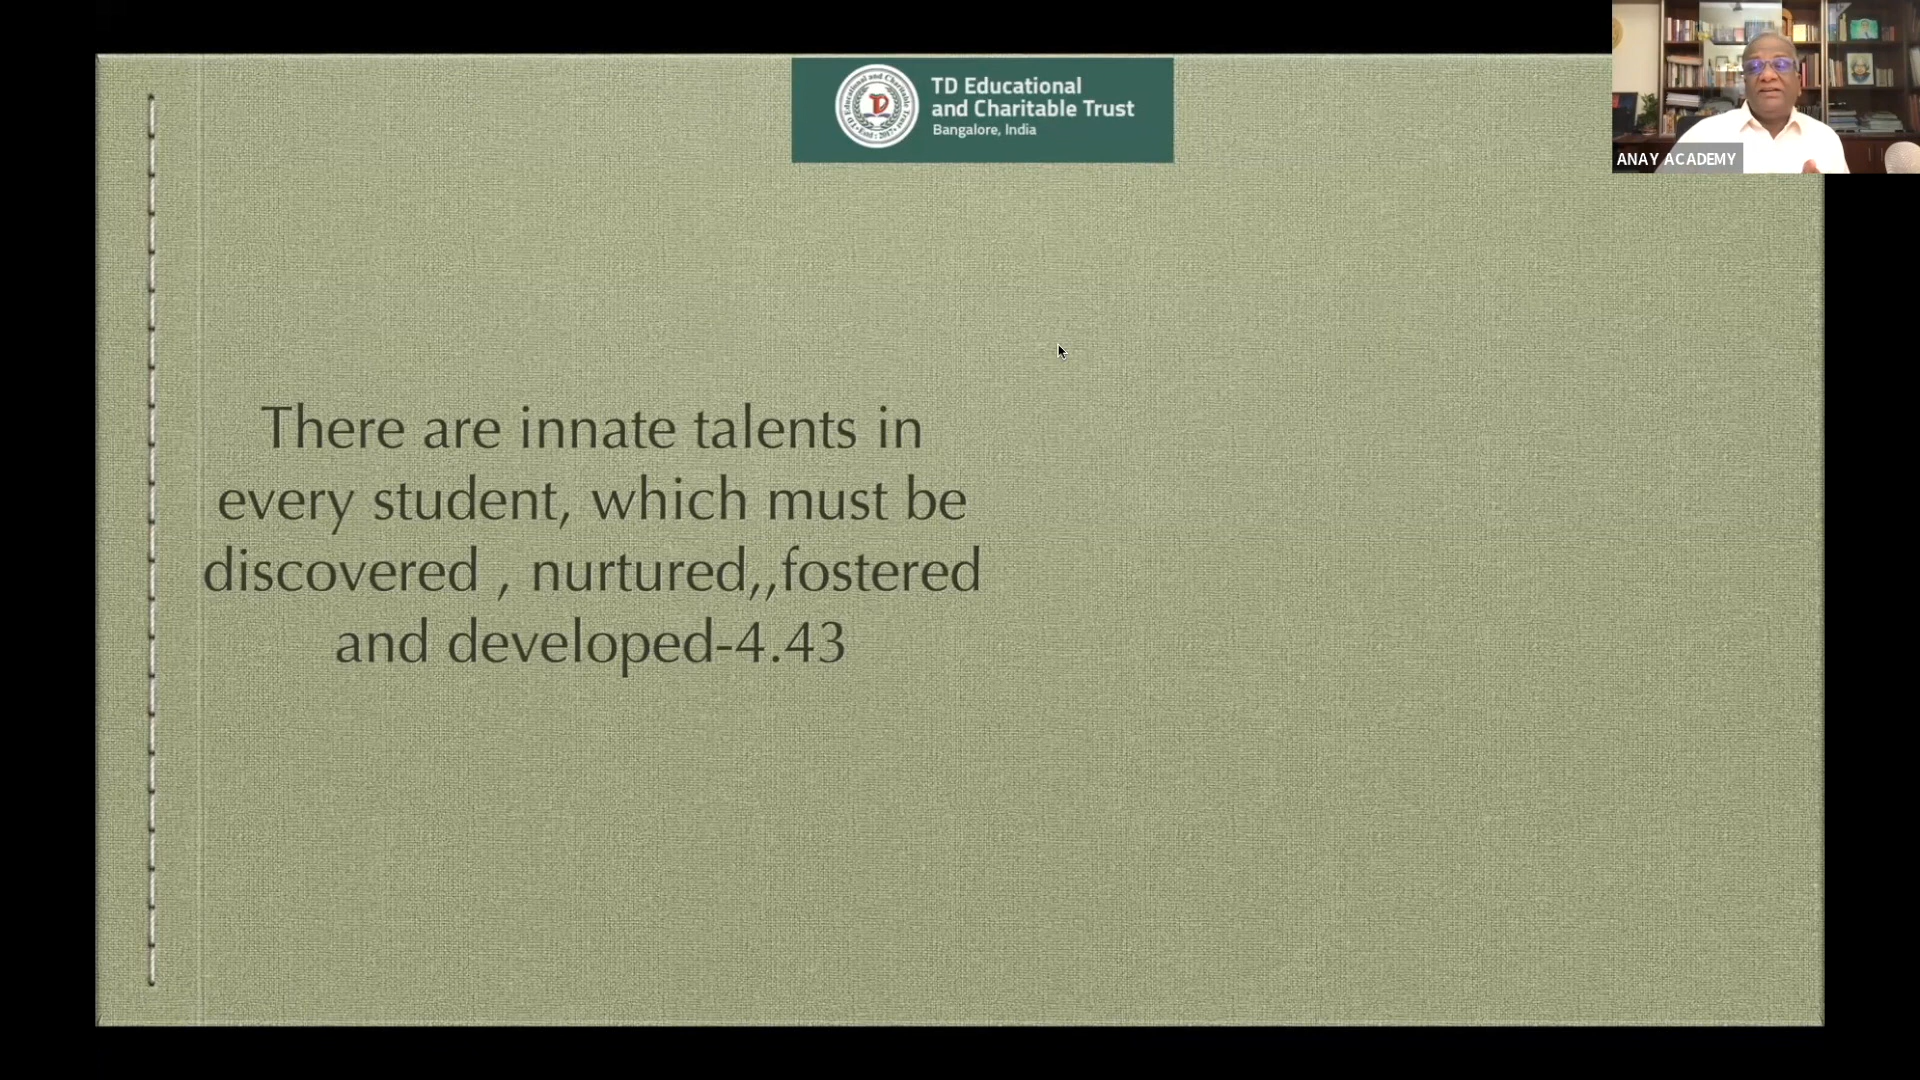 TD Educational
and Charitable Trust
Bangalore, India
ANAY ACADEMY
There are innate talents in
every student, which must be
discovered , nurtured,,fostered
and developed-4.43